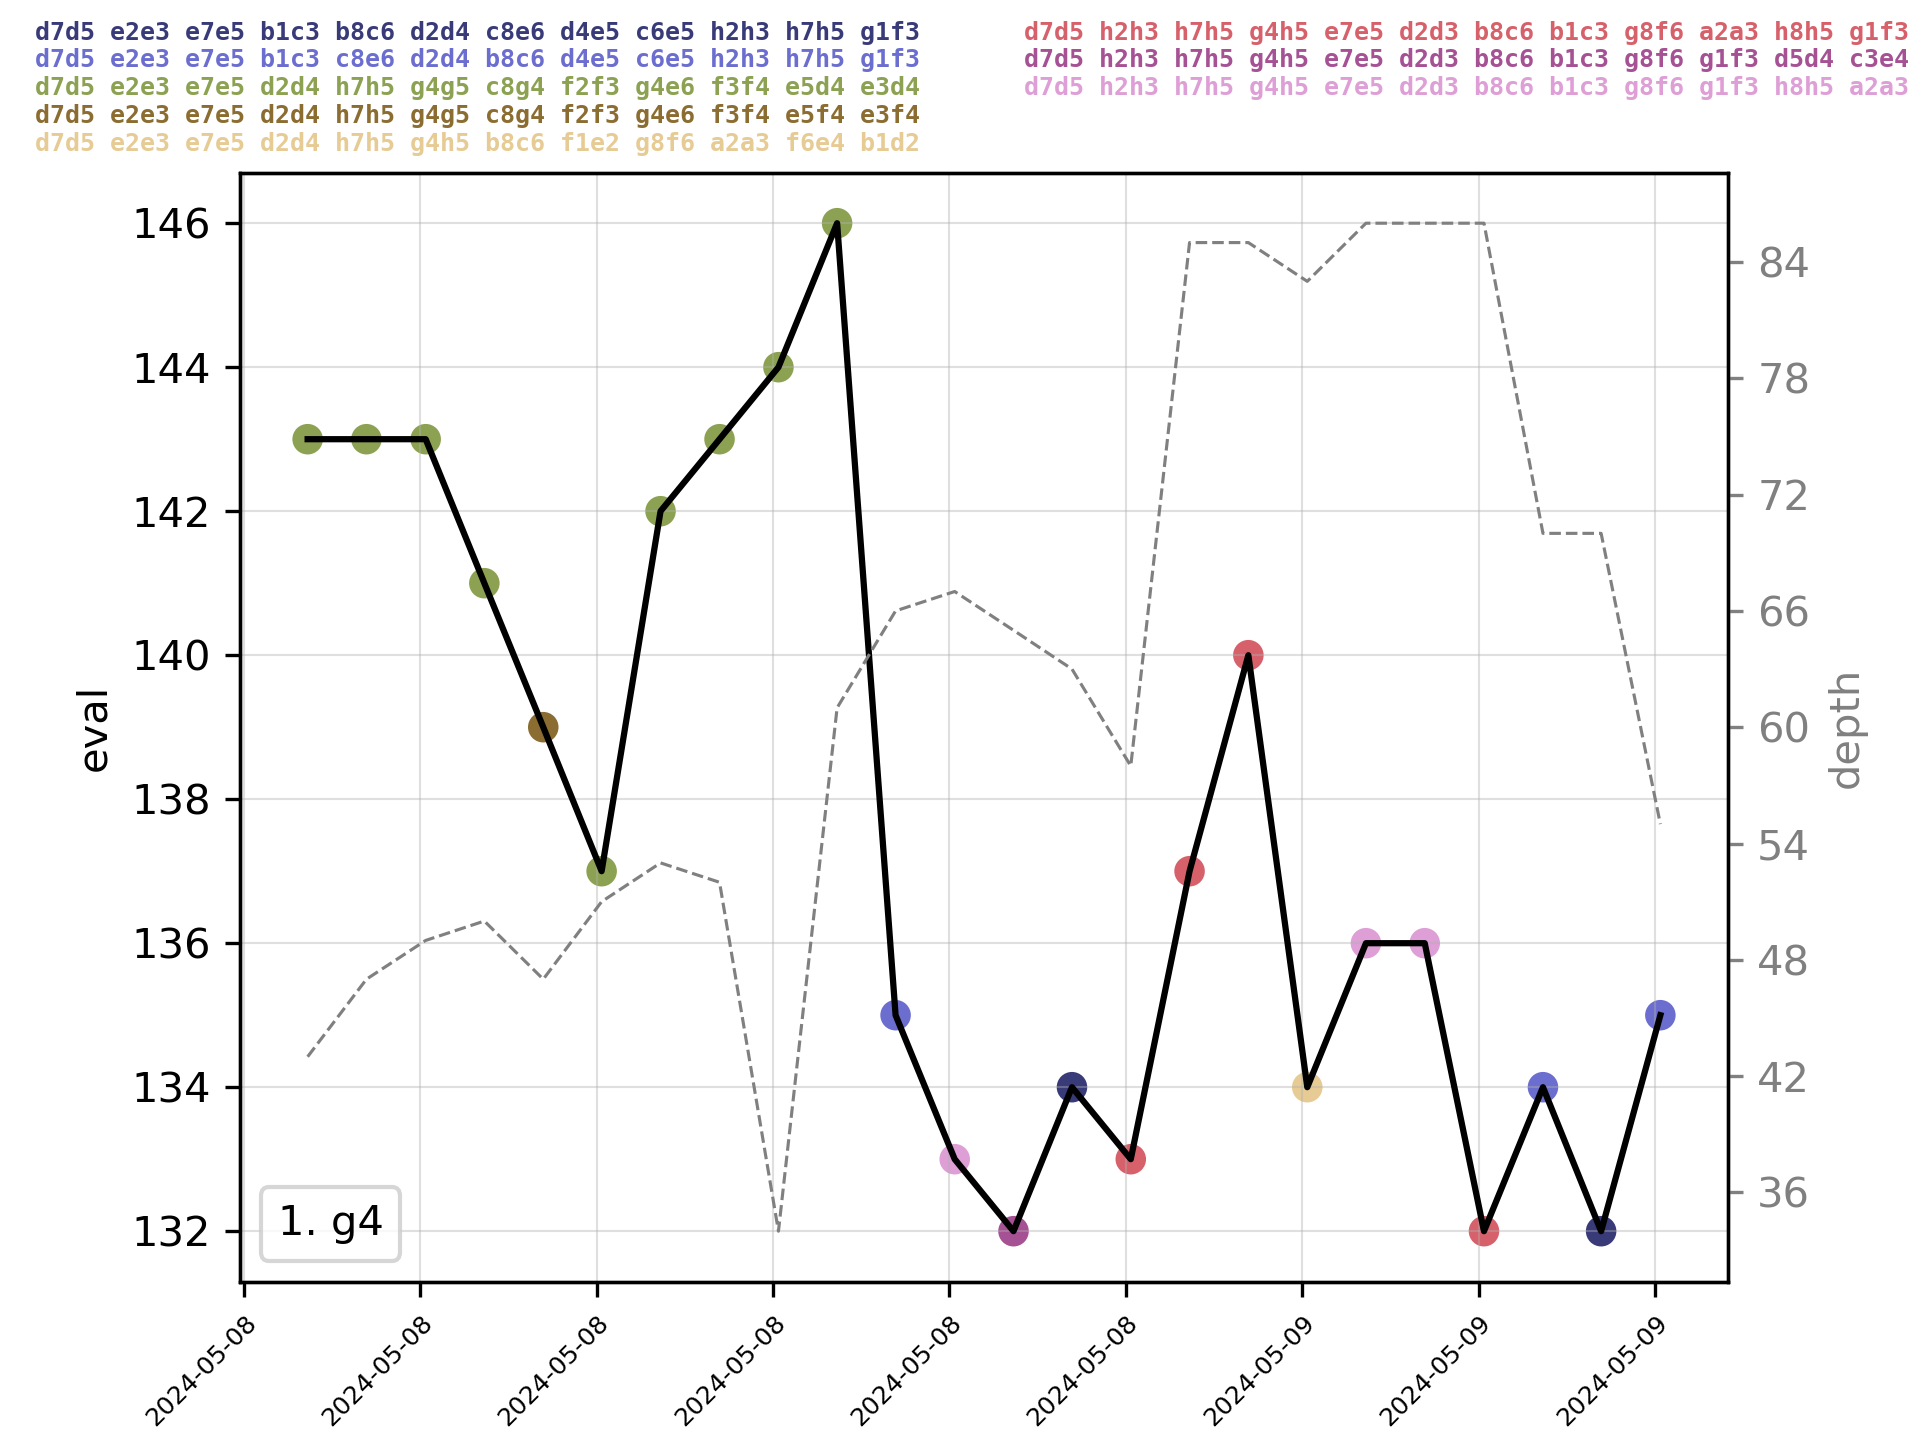 d7d5 e2e3 e7e5 b1c3 b8c6 d2d4 c8e6 d4e5 c6e5 h2h3 h7h5 g1f3
d7d5 e2e3 e7e5 b1c3 c8e6 d2d4 b8c6 d4e5 c6e5 h2h3 h7h5 g1f3
d7d5 e2e3 e7e5 d2d4 h7h5 g4g5 c8g4 f2f3 g4e6 f3f4 e5d4 e3d4
d7d5 e2e3 e7e5 d2d4 h7h5 g4g5 c8g4 f2f3 g4e6 f3f4 e5f4 e3f4
d7d5 e2e3 e7e5 d2d4 h7h5 g4h5 b8c6 f1e2 g8f6 a2a3 f6e4 b1d2
d7d5 h2h3 h7h5 g4h5 e7e5 d2d3 b8c6 b1c3 g8f6 a2a3 h8h5 g1f3
d7d5 h2h3 h7h5 g4h5 e7e5 d2d3 b8c6 b1c3 g8f6 g1f3 d5d4 c3e4
d7d5 h2h3 h7h5 g4h5 e7e5 d2d3 b8c6 b1c3 g8f6 g1f3 h8h5 a2a3
146
144
142
140
138
136
134
132
eval
84
78
72
66
60
54
48
42
36
depth
1. g4
2024-05-08
2024-05-08
2024-05-08
2024-05-08
2024-05-08
2024-05-08
2024-05-09
2024-05-09
2024-05-09